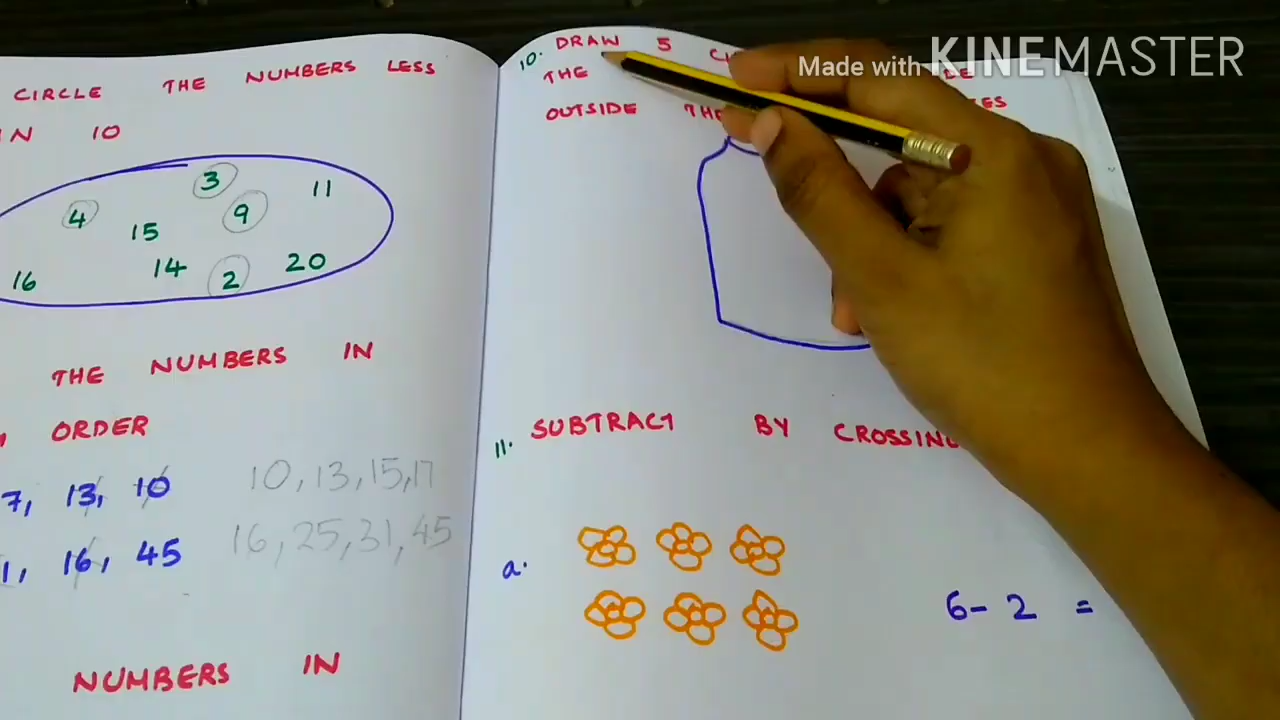 CIRCLE THE NUMBERS LESS
10
3
11
4
9
15
14
2
20
16
THE NUMBERS IN
ORDER
7, 13, 10 10, 13, 15, 17
1, 16, 45 16, 25, 31, 45
NUMBERS IN
Made with KINEMASTER
10. DRAW 5
THE
OUTSIDE THE
11. SUBTRACT BY CROSSING
a. 6 - 2 =